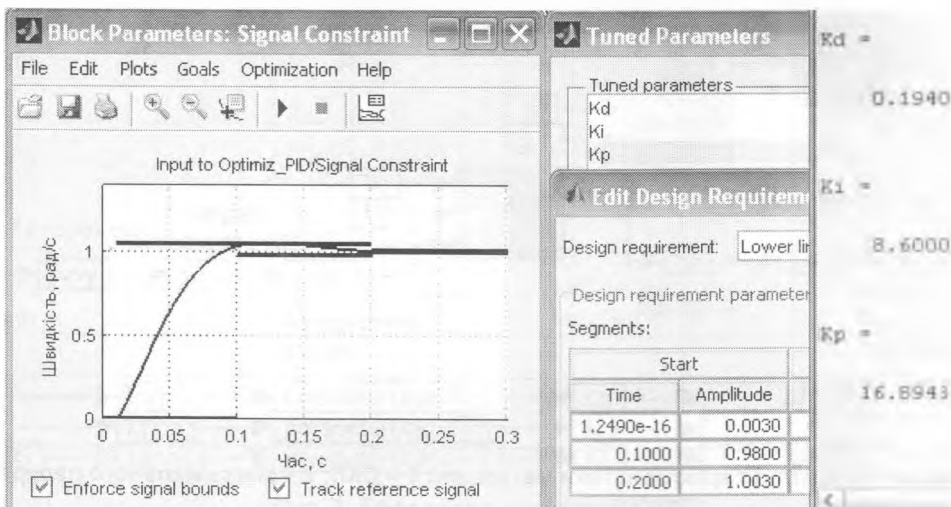 Block Parameters: Signal Constraint
File Edit Plots Goals Optimization Help
Input to Optimiz_PID/Signal Constraint
Швидкість, рад/с
1
0.5
0
0 0.05 0.1 0.15 0.2 0.25 0.3
Час, с
Enforce signal bounds Track reference signal
Tuned Parameters
Tuned parameters
Kd
Ki
Kp
Edit Design
Design requirement: Lower
Design requirement
Segments:
Start
Time Amplitude
1.2490e-16 0.0030
0.1000 0.9800
0.2000 1.0030
Kd =
0.1940
Ki =
8.6000
Kp =
16.8943